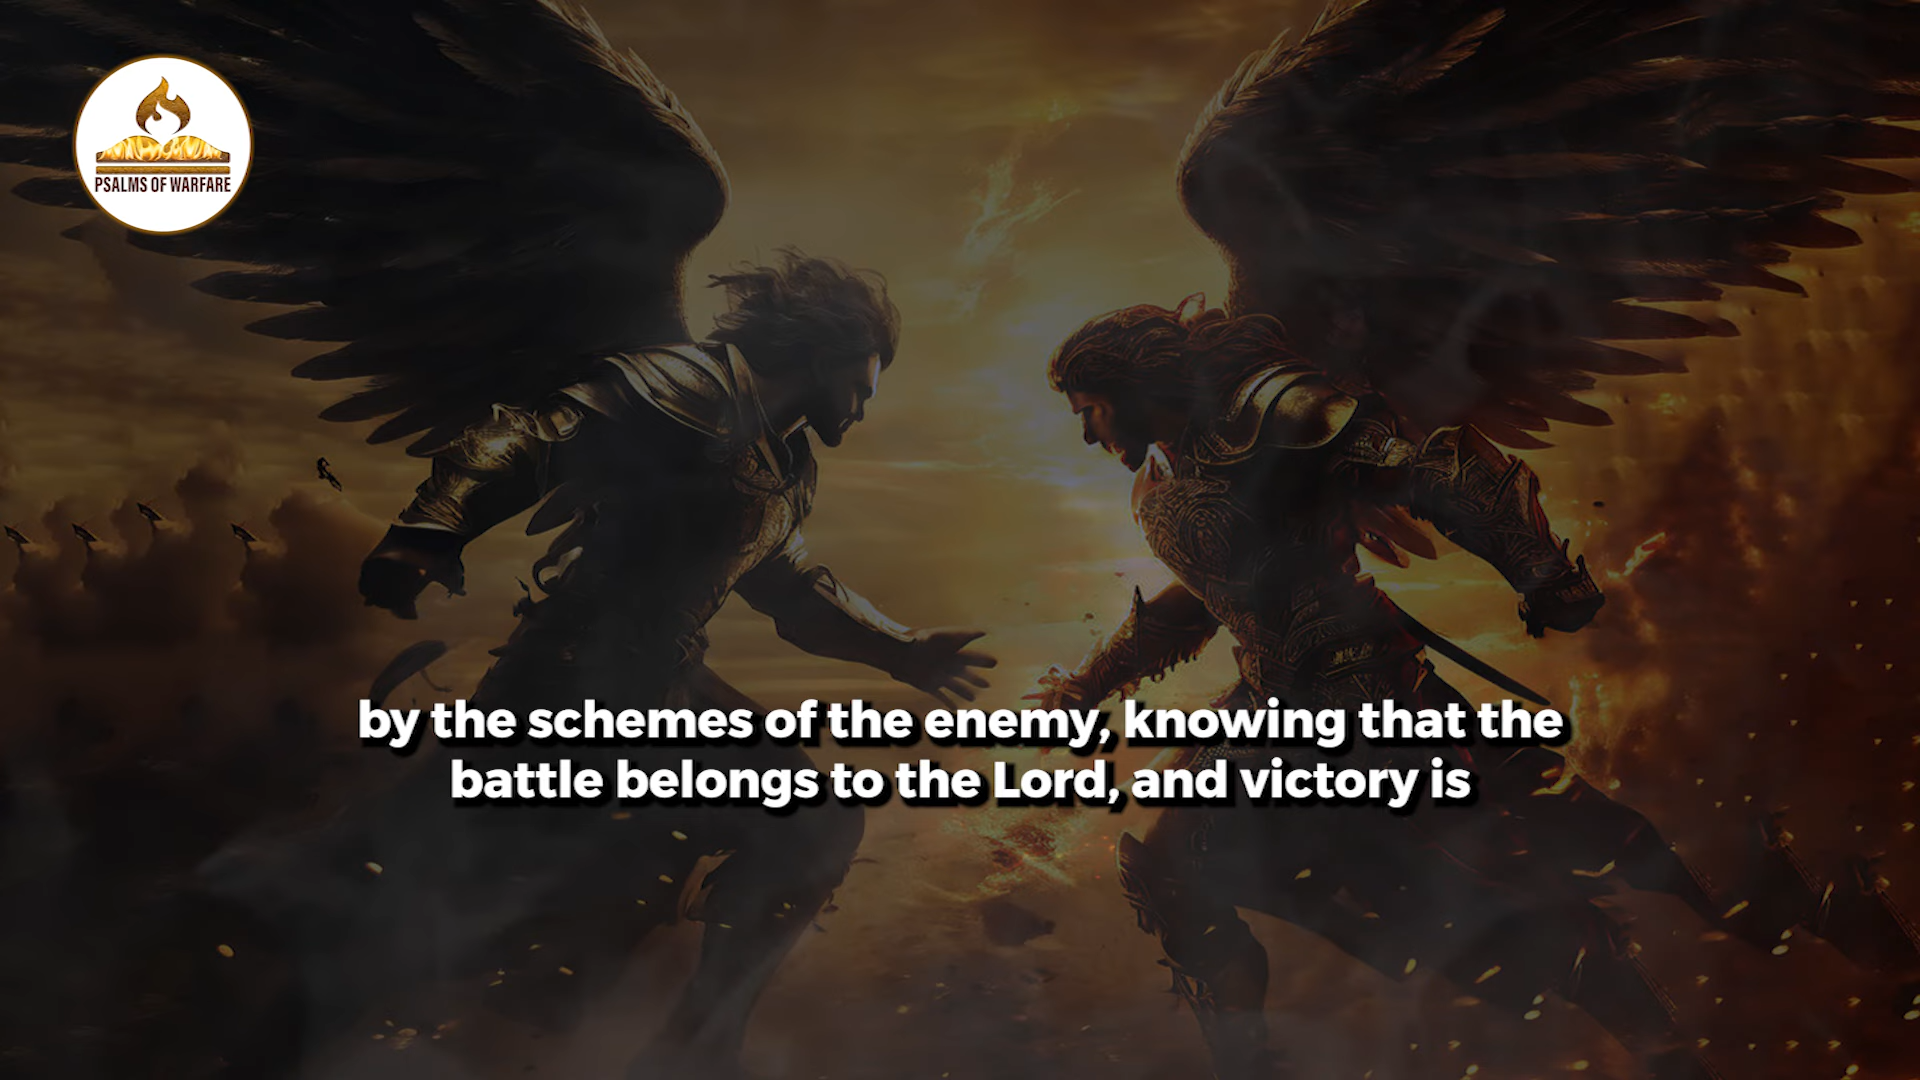 PSALMS OF WARFARE
by the schemes of the enemy, knowing that the
battle belongs to the Lord, and victory is